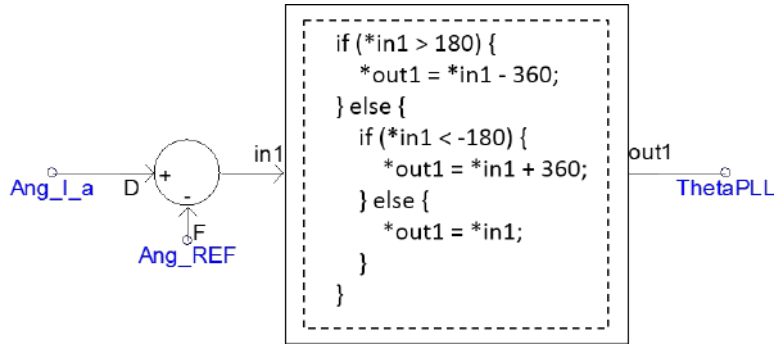 if (*in1 > 180) {
*out1 = *in1 - 360;
} else {
if (*in1 < -180) {
*out1 = *in1 + 360;
} else {
*out1 = *in1;
}
}
in1
out1
Ang_I_a
D
+
-
F
Ang_REF
ThetaPLL